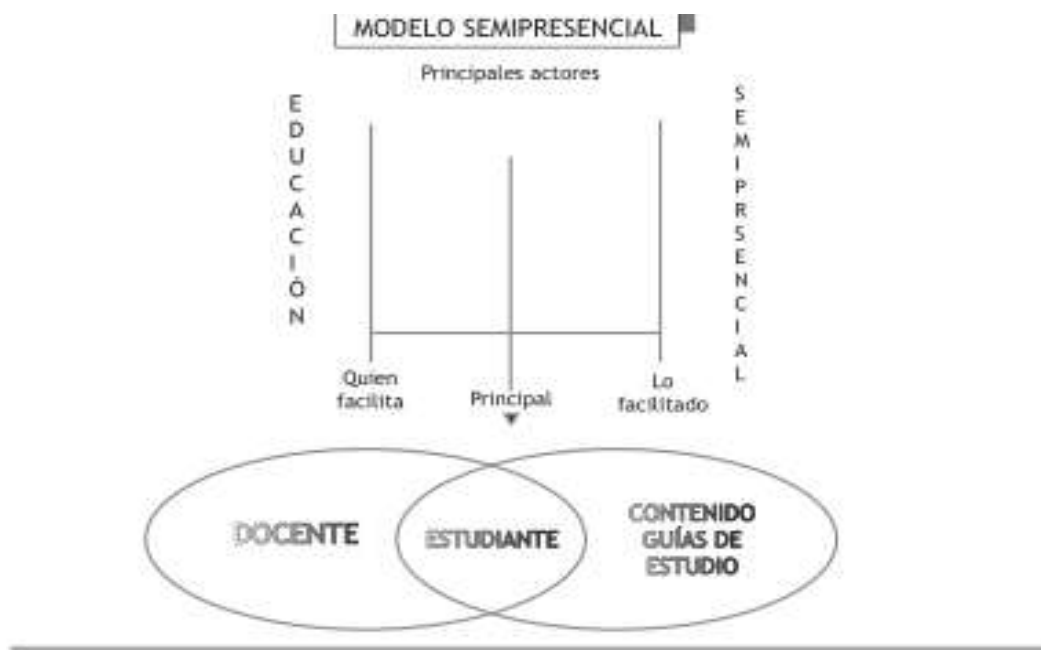 MODELO SEMIPRESENCIAL
Principales actores
EDUCACIÓN
SEMIPRSENCIAL
Quien
facilita
Principal
Lo
facilitado
DOCENTE
ESTUDIANTE
CONTENIDO
GUÍAS DE
ESTUDIO